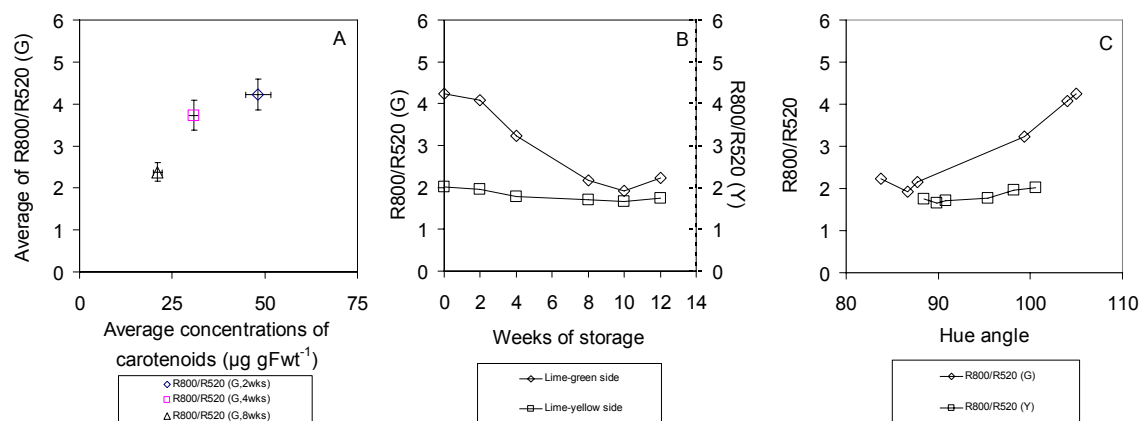 A
Average of R800/R520 (G)
6
5
4
3
2
1
0
0 25 50 75
Average concentrations of
carotenoids (µg gFwt-1)
R800/R520 (G,2wks)
R800/R520 (G,4wks)
R800/R520 (G,8wks)
B
R800/R520 (G)
6
5
4
3
2
1
0
0 2 4 6 8 10 12 14
Weeks of storage
R800/R520 (Y)
6
5
4
3
2
1
0
Lime-green side
Lime-yellow side
C
R800/R520
6
5
4
3
2
1
0
80 90 100 110
Hue angle
R800/R520 (G)
R800/R520 (Y)